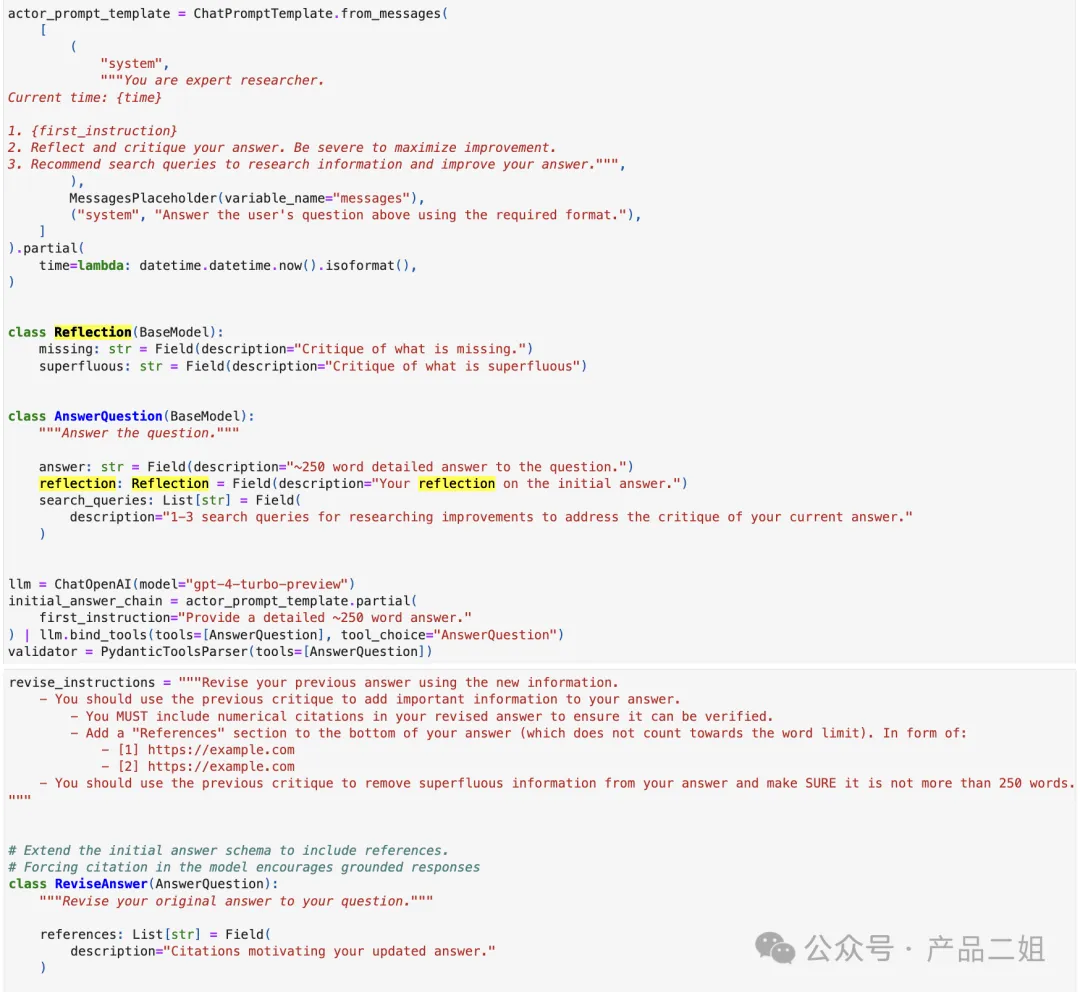 actor_prompt_template = ChatPromptTemplate.from_messages(
    [
        (
            "system",
            """You are expert researcher.
Current time: {time}

1. {first_instruction}
2. Reflect and critique your answer. Be severe to maximize improvement.
3. Recommend search queries to research information and improve your answer.""",
        ),
        MessagesPlaceholder(variable_name="messages"),
        ("system", "Answer the user's question above using the required format."),
    ]
).partial(
    time=lambda: datetime.datetime.now().isoformat(),
)


class Reflection(BaseModel):
    missing: str = Field(description="Critique of what is missing.")
    superfluous: str = Field(description="Critique of what is superfluous")


class AnswerQuestion(BaseModel):
    """Answer the question."""

    answer: str = Field(description="~250 word detailed answer to the question.")
    reflection: Reflection = Field(description="Your reflection on the initial answer.")
    search_queries: List[str] = Field(
        description="1-3 search queries for researching improvements to address the critique of your current answer."
    )


llm = ChatOpenAI(model="gpt-4-turbo-preview")
initial_answer_chain = actor_prompt_template.partial(
    first_instruction="Provide a detailed ~250 word answer."
) | llm.bind_tools(tools=[AnswerQuestion], tool_choice="AnswerQuestion")
validator = PydanticToolsParser(tools=[AnswerQuestion])
revise_instructions = """Revise your previous answer using the new information.
    - You should use the previous critique to add important information to your answer.
        - You MUST include numerical citations in your revised answer to ensure it can be verified.
        - Add a "References" section to the bottom of your answer (which does not count towards the word limit). In form of:
            - [1] https://example.com
            - [2] https://example.com
    - You should use the previous critique to remove superfluous information from your answer and make SURE it is not more than 250 words.
"""


# Extend the initial answer schema to include references.
# Forcing citation in the model encourages grounded responses
class ReviseAnswer(AnswerQuestion):
    """Revise your original answer to your question."""

    references: List[str] = Field(
        description="Citations motivating your updated answer."
    )
公众号 · 产品二姐